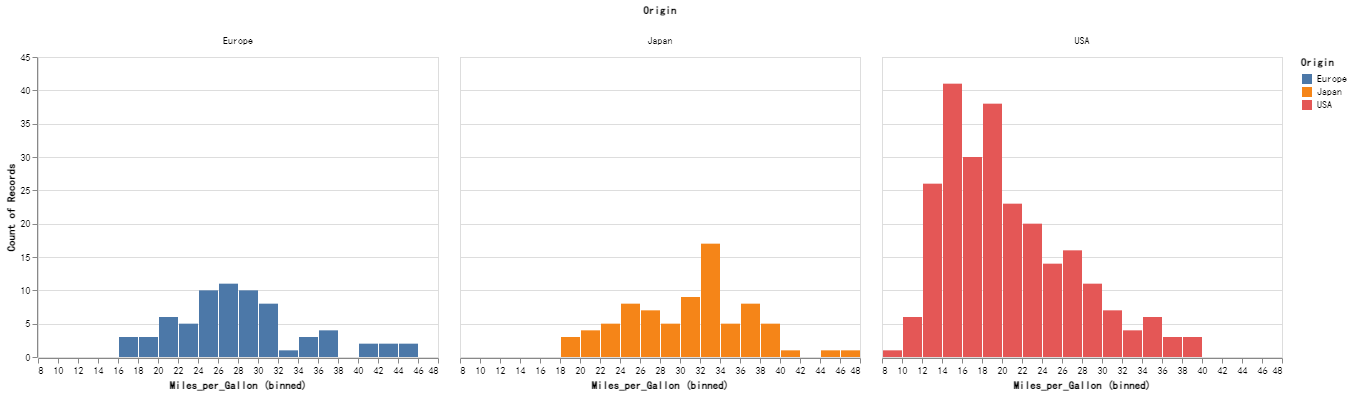 Origin
Europe Japan USA
Origin
Europe
Japan
USA
45
40
35
30
25
20
15
10
5
0
Count of Records
8 10 12 14 16 18 20 22 24 26 28 30 32 34 36 38 40 42 44 46 48
Miles_per_Gallon (binned)
8 10 12 14 16 18 20 22 24 26 28 30 32 34 36 38 40 42 44 46 48
Miles_per_Gallon (binned)
8 10 12 14 16 18 20 22 24 26 28 30 32 34 36 38 40 42 44 46 48
Miles_per_Gallon (binned)